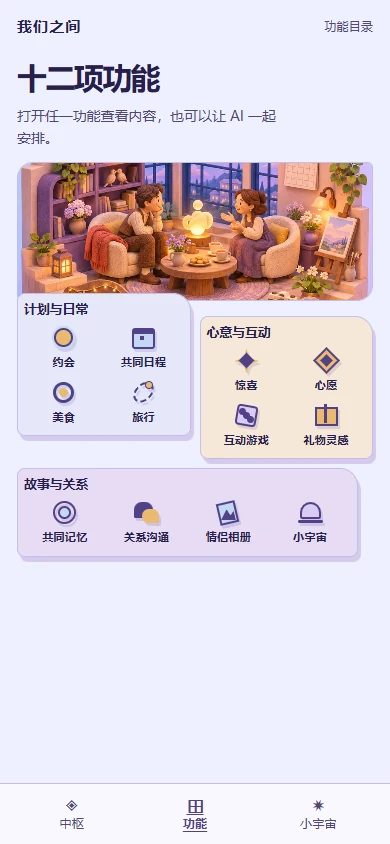 我们之间
功能目录
十二项功能
打开任一功能查看内容，也可以让 AI 一起
安排。
计划与日常
约会
共同日程
美食
旅行
心意与互动
惊喜
心愿
互动游戏
礼物灵感
故事与关系
共同记忆
关系沟通
情侣相册
小宇宙
中枢
功能
小宇宙